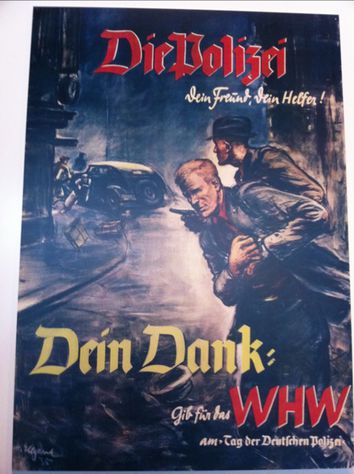 Die Polizei
Dein Freund, Dein Helfer!
Dein Dank:
Gib für das WHW
am „Tag der Deutschen Polizei“